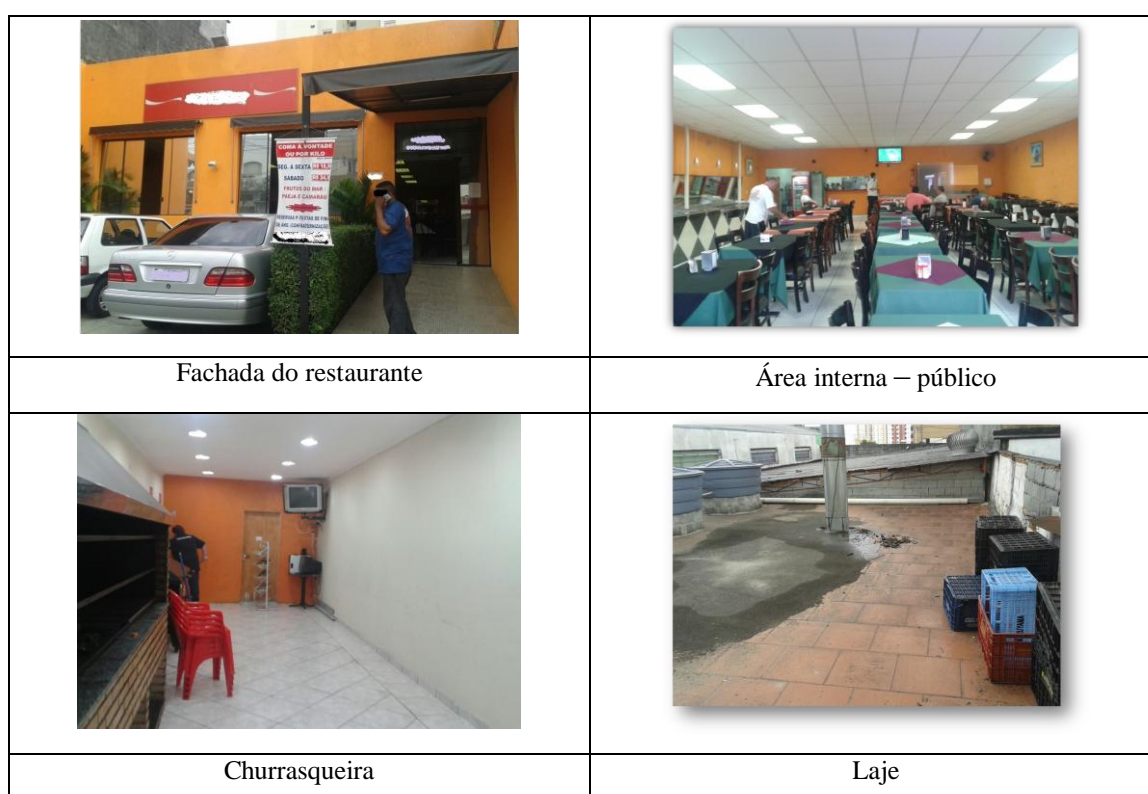 COMA À VONTADE
OU POR KILO
SEG. A SEXTA
SÁBADO
FRUTOS DO MAR
PAEJA E CAMARÃO
Fachada do restaurante
Área interna – público
Churrasqueira
Laje